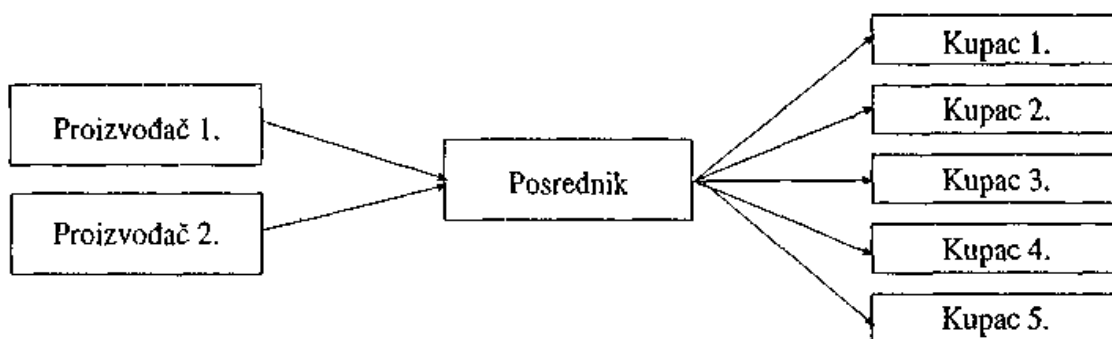 Proizvođač 1.
Proizvođač 2.
Posrednik
Kupac 1.
Kupac 2.
Kupac 3.
Kupac 4.
Kupac 5.